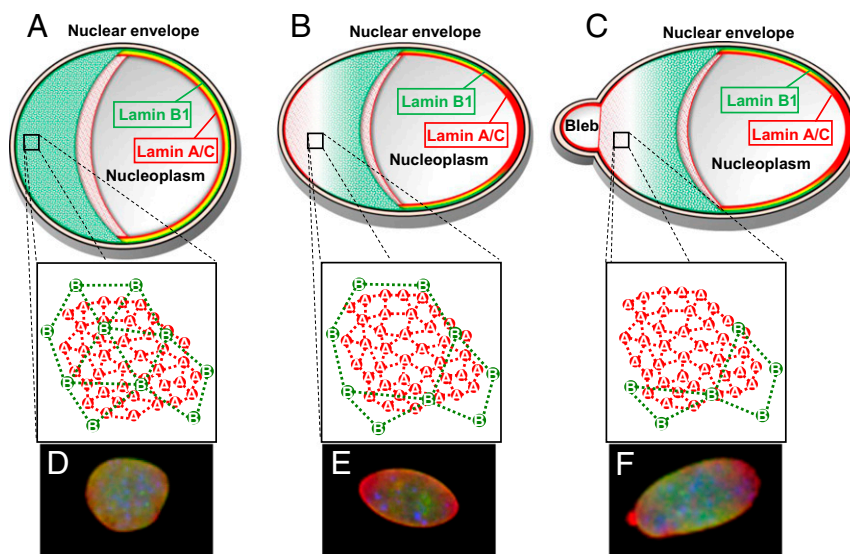 A
B
C
Nuclear envelope
Nuclear envelope
Nuclear envelope
Lamin B1
Lamin A/C
Nucleoplasm
Lamin B1
Lamin A/C
Nucleoplasm
Bleb
Lamin B1
Lamin A/C
Nucleoplasm
D
E
F